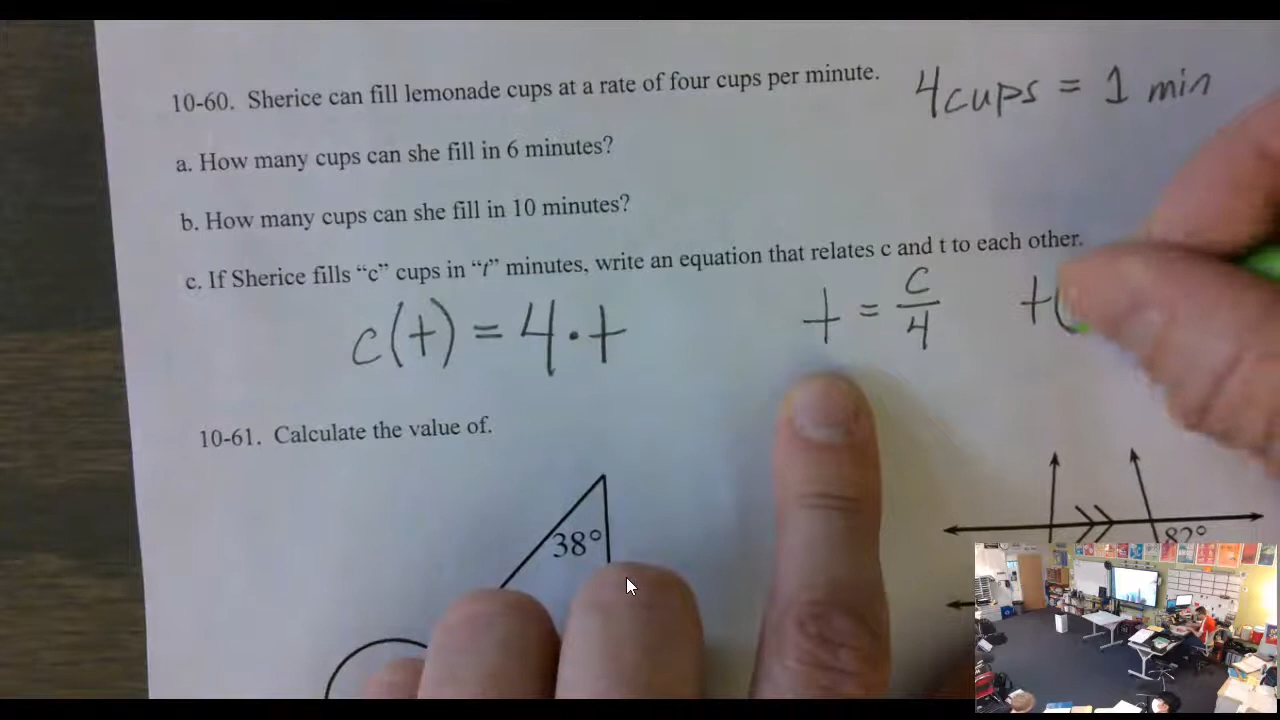 10-60. Sherice can fill lemonade cups at a rate of four cups per minute. 4cups = 1 min
a. How many cups can she fill in 6 minutes?
b. How many cups can she fill in 10 minutes?
c. If Sherice fills “c” cups in “t” minutes, write an equation that relates c and t to each other.
c(t) = 4·t t = c/4 t(
10-61. Calculate the value of.
38°
82°